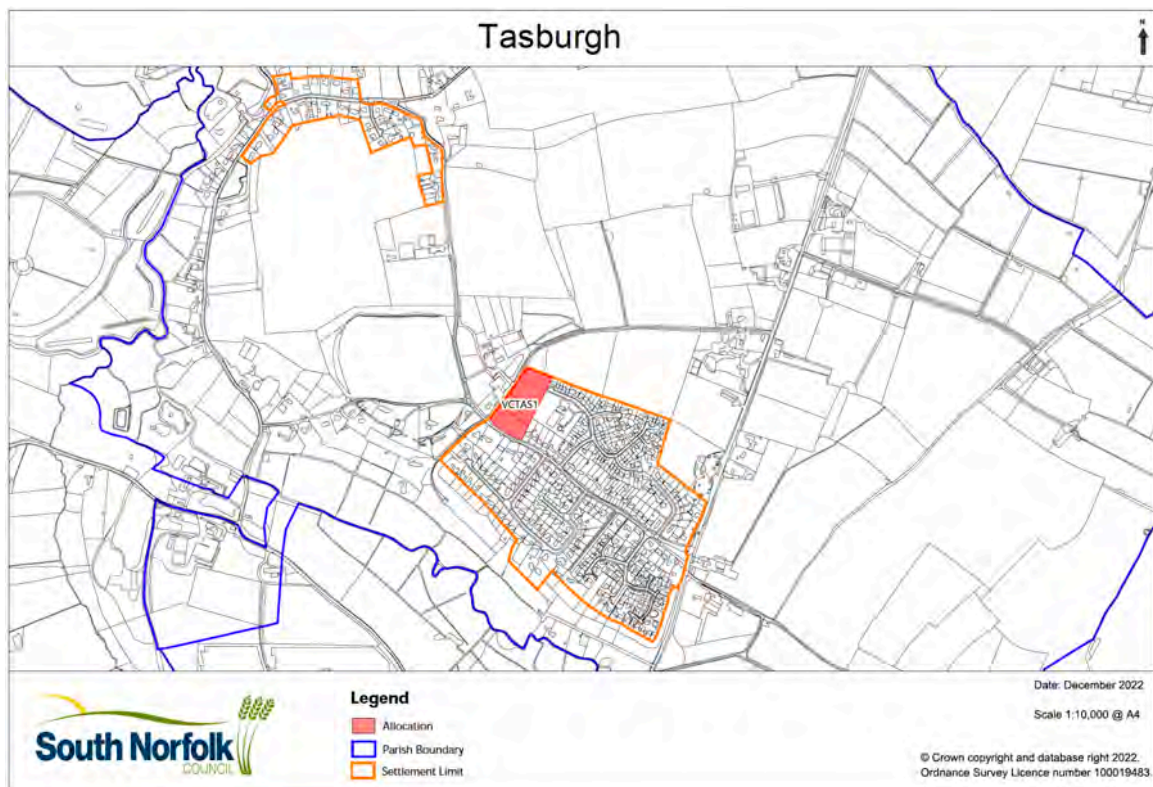 Tasburgh
N
VCTAS1
South Norfolk
COUNCIL
Legend
Allocation
Parish Boundary
Settlement Limit
Date: December 2022
Scale 1:10,000 @ A4
© Crown copyright and database right 2022.
Ordnance Survey Licence number 100019483.